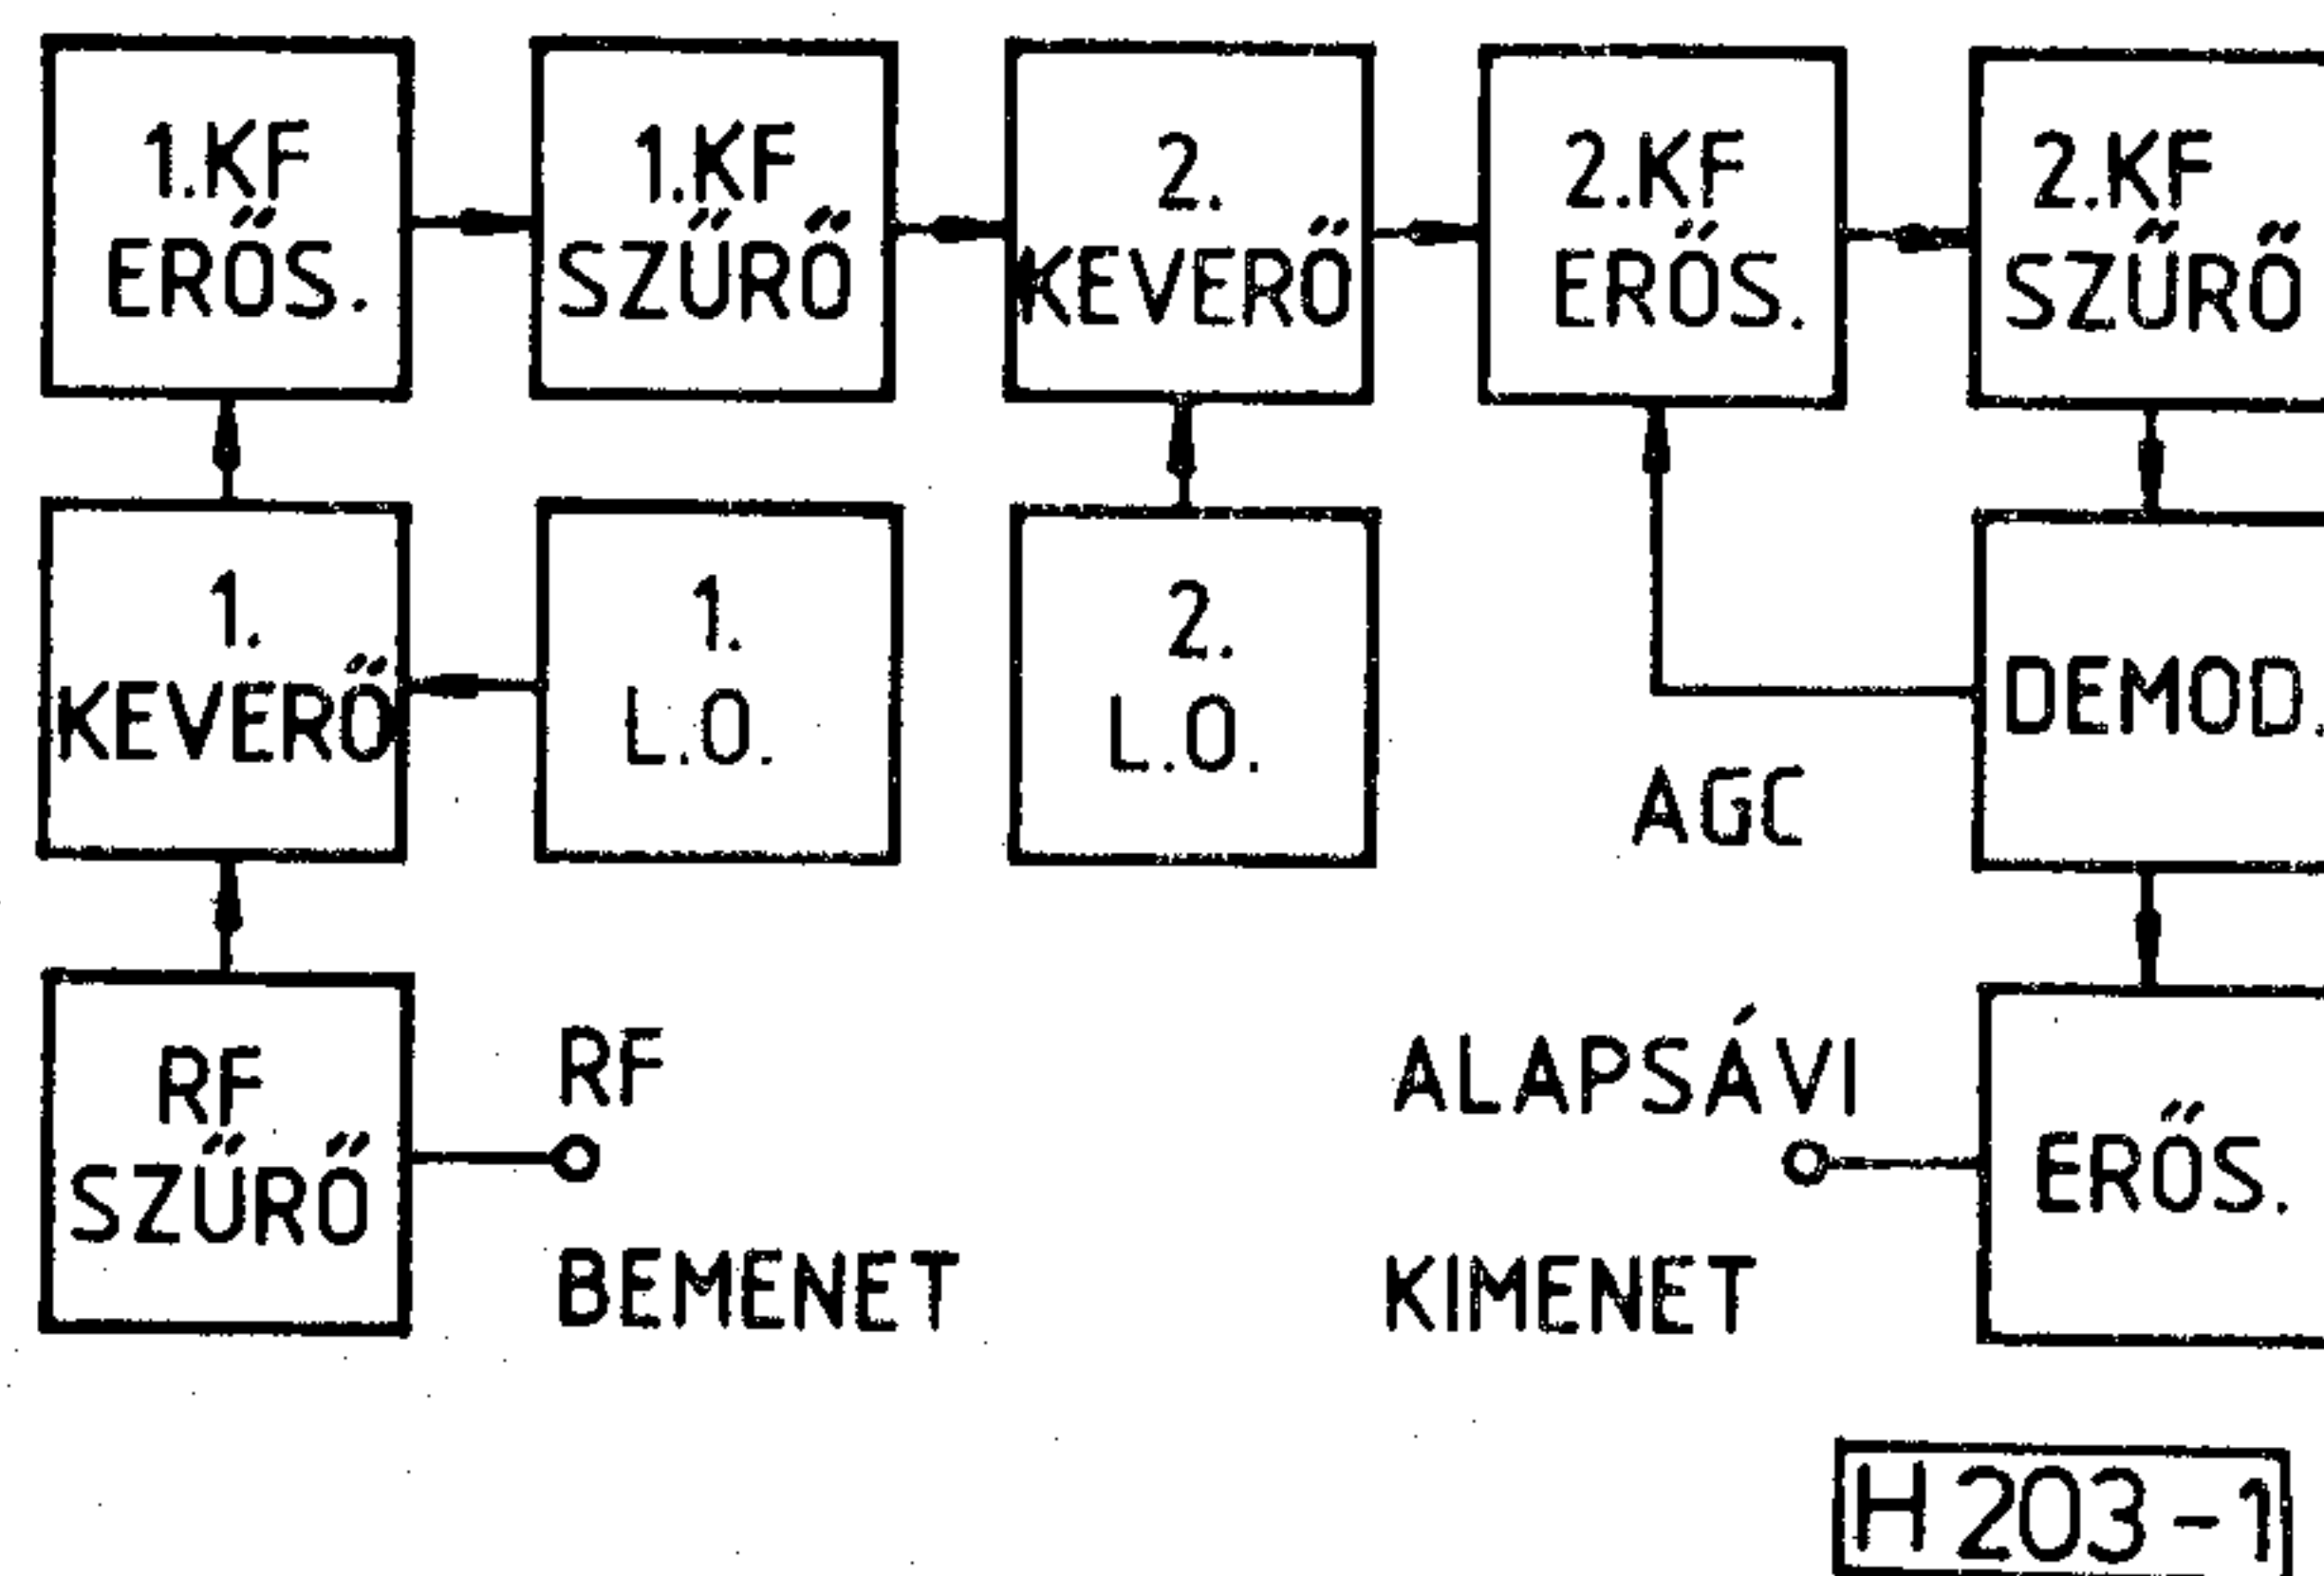 1.KF
ERŐS.
1.KF
SZŰRŐ
2.
KEVERŐ
2.KF
ERŐS.
2.KF
SZŰRŐ
1.
KEVERŐ
1.
L.O.
2.
L.O.
AGC
DEMOD.
RF
SZŰRŐ
RF
BEMENET
ALAPSÁVI
KIMENET
ERŐS.
H203-1